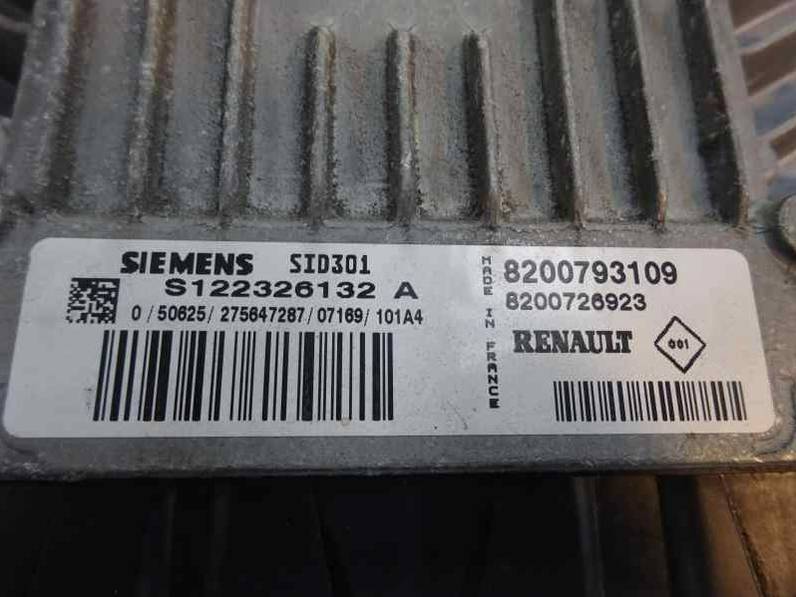 SIEMENS SID301
S122326132 A
0 / 50625 / 275647287 / 07169 / 101A4
MADE IN FRANCE
8200793109
8200726923
RENAULT
001